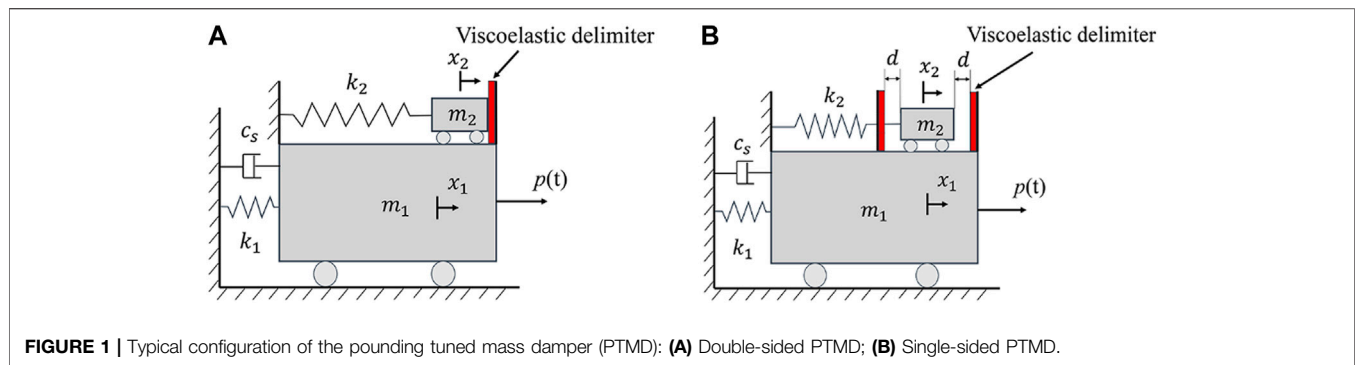 A
Viscoelastic delimiter
x₂
k₂
m₂
cₛ
x₁
p(t)
m₁
k₁
B
Viscoelastic delimiter
d
x₂
d
k₂
m₂
cₛ
x₁
p(t)
m₁
k₁
FIGURE 1 | Typical configuration of the pounding tuned mass damper (PTMD): (A) Double-sided PTMD; (B) Single-sided PTMD.